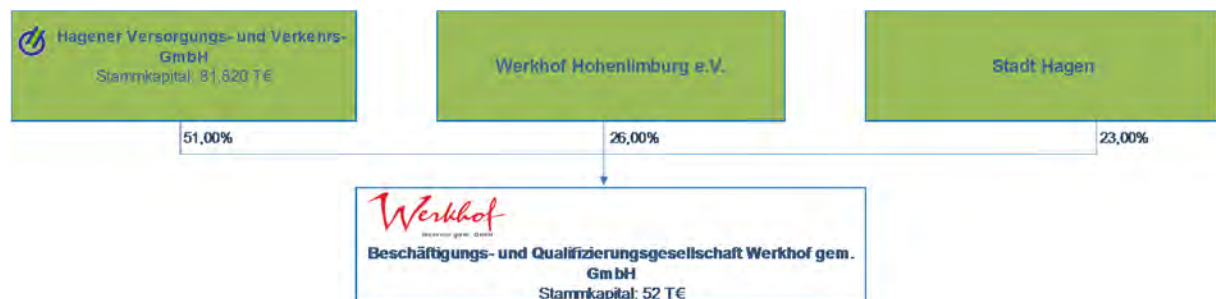 Hagener Versorgungs- und Verkehrs-
GmbH
Stammkapital: 81.820 T€
Werkhof Hohenlimburg e.V.
Stadt Hagen
51,00%
26,00%
23,00%
Werkhof
Beschäftigungs- und Qualifizierungsgesellschaft Werkhof gem.
GmbH
Stammkapital: 52 T€